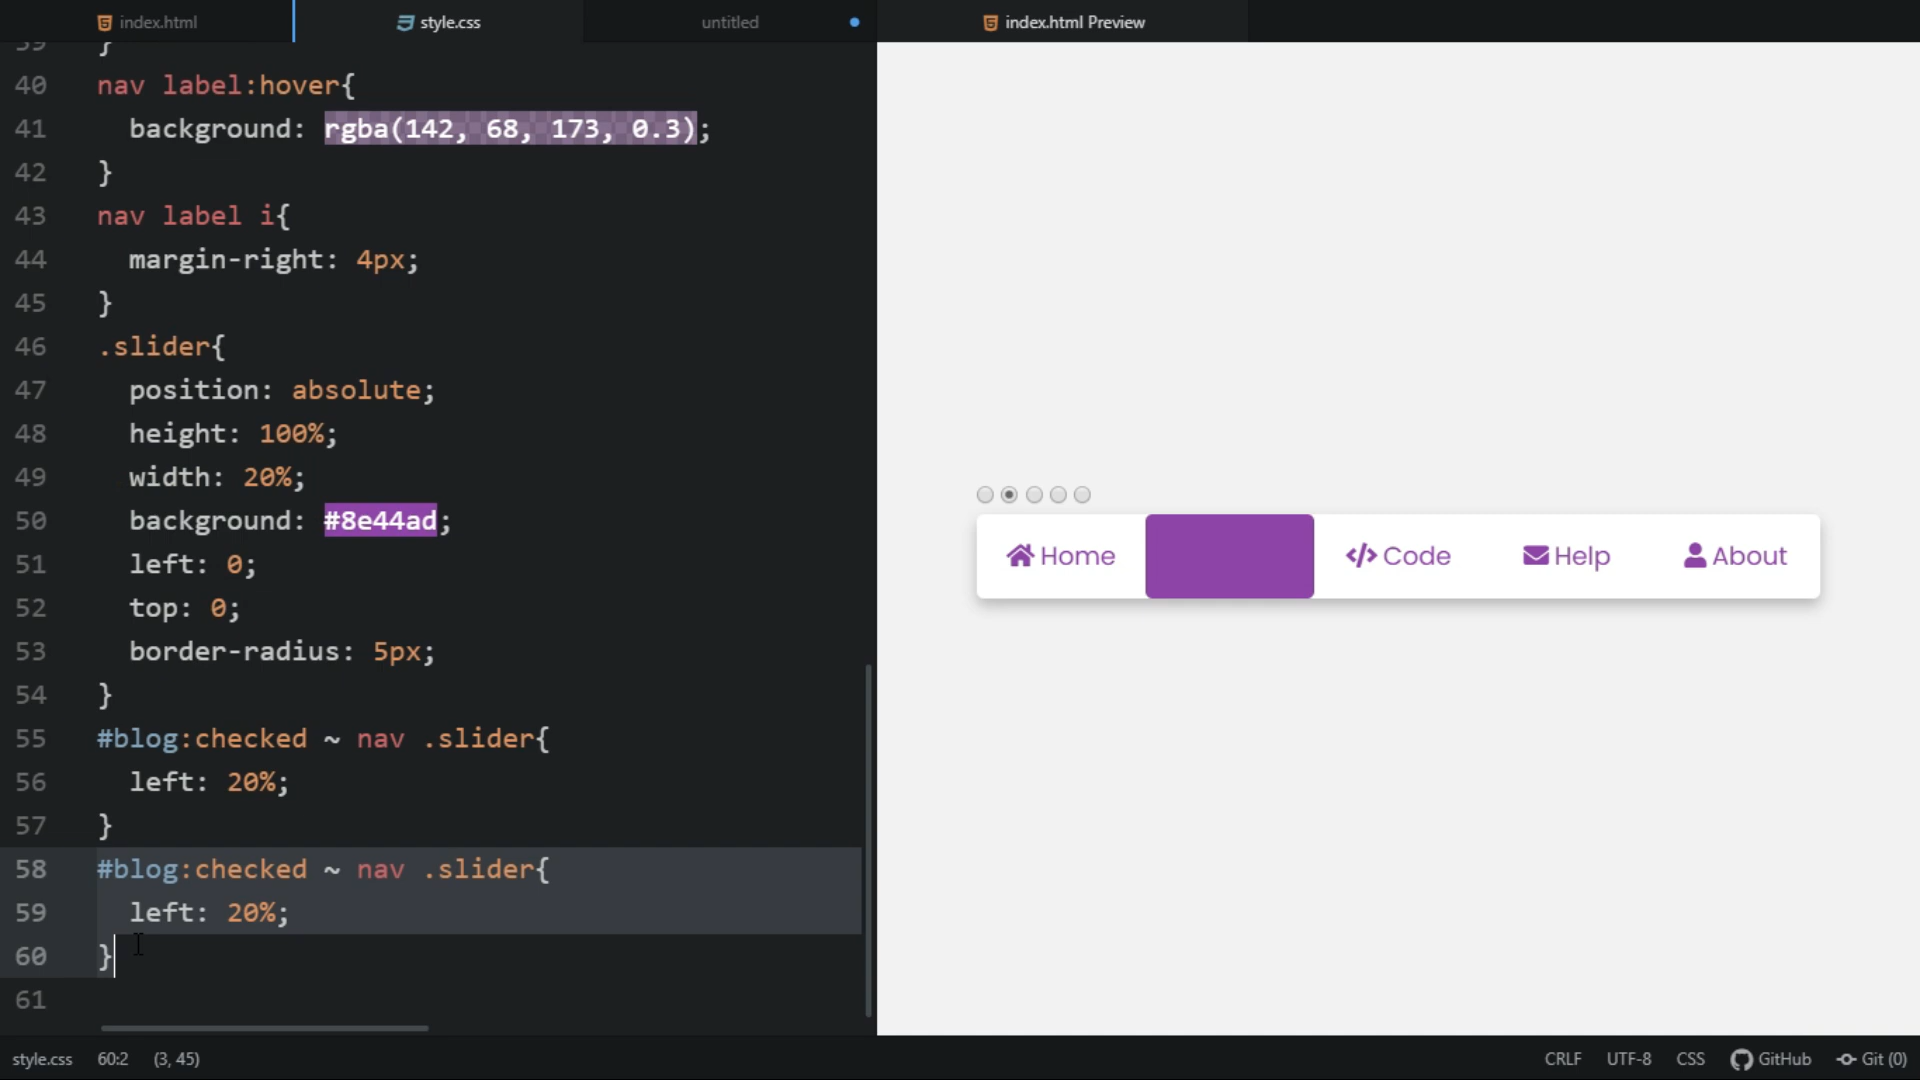 index.html
style.css
untitled
index.html Preview
39 }
40 nav label:hover{
41 background: rgba(142, 68, 173, 0.3);
42 }
43 nav label i{
44 margin-right: 4px;
45 }
46 .slider{
47 position: absolute;
48 height: 100%;
49 width: 20%;
50 background: #8e44ad;
51 left: 0;
52 top: 0;
53 border-radius: 5px;
54 }
55 #blog:checked ~ nav .slider{
56 left: 20%;
57 }
58 #blog:checked ~ nav .slider{
59 left: 20%;
60 }
61
Home </> Code Help About
style.css 60:2 (3, 45)
CRLF UTF-8 CSS GitHub Git (0)